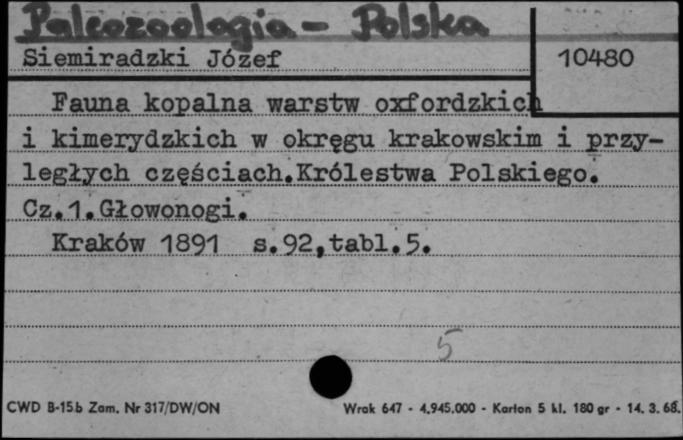 Paleozoologia - Polska
Siemiradzki Józef 10480
Fauna kopalna warstw oxfordzkich
i kimerydzkich w okręgu krakowskim i przy-
ległych częściach.Królestwa Polskiego.
Cz.1.Głowonogi.
Kraków 1891 s.92,tabl.5.
5
CWD B-15b Zam. Nr 317/DW/ON Wrak 647 - 4.945.000 - Karton 5 kl. 180 gr - 14. 3. 68.